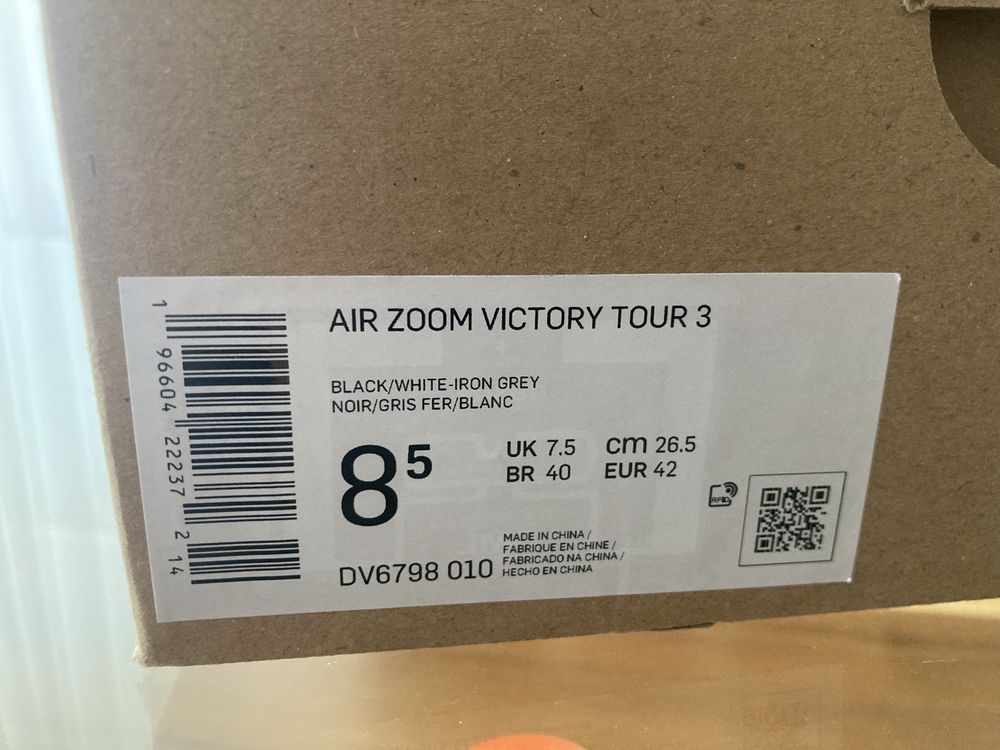 AIR ZOOM VICTORY TOUR 3
BLACK/WHITE-IRON GREY
NOIR/GRIS FER/BLANC
8⁵
UK 7.5 cm 26.5
BR 40 EUR 42
RFID
DV6798 010
MADE IN CHINA /
FABRIQUE EN CHINE /
FABRICADO NA CHINA /
HECHO EN CHINA
1 96604 22237 2 14